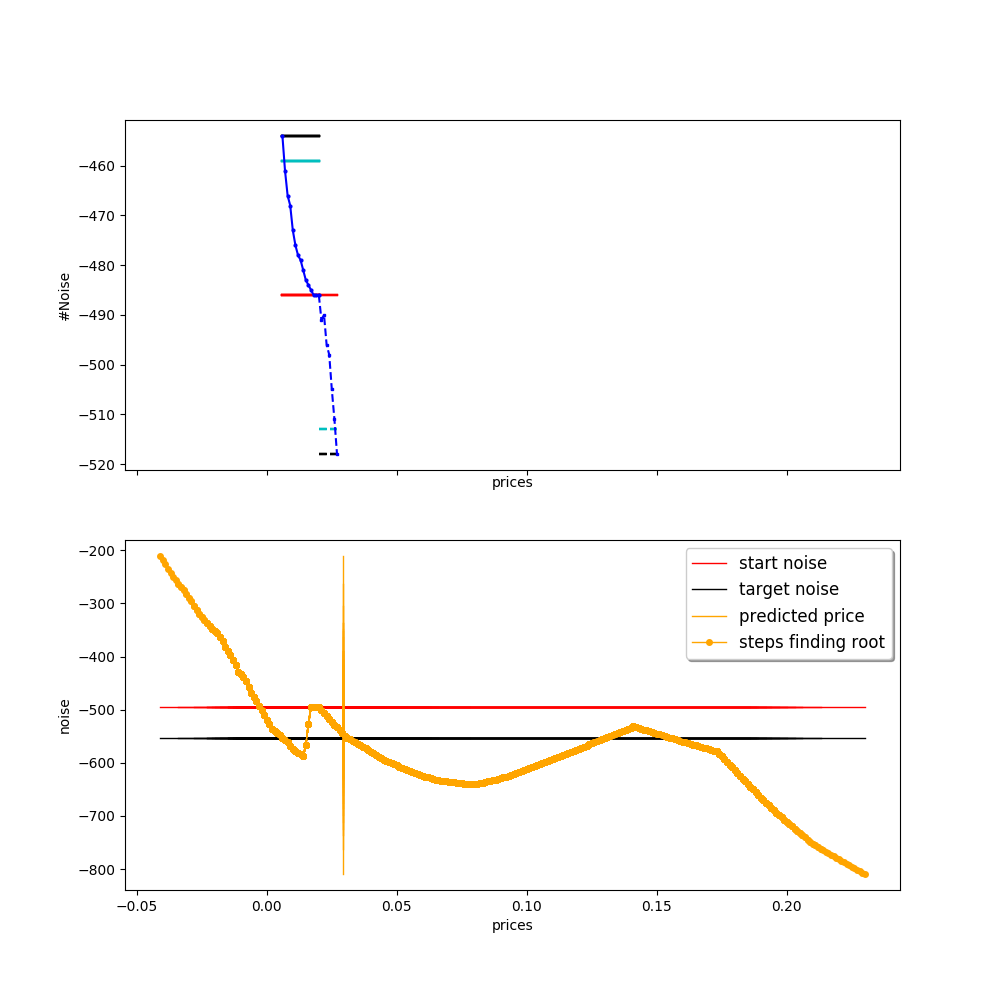 −460
−470
−480
−490
−500
−510
−520
#Noise
prices
−200
−300
−400
−500
−600
−700
−800
noise
start noise
target noise
predicted price
steps finding root
−0.05 0.00 0.05 0.10 0.15 0.20
prices